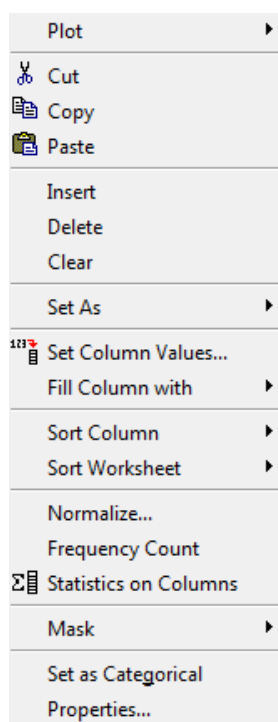 Plot
Cut
Copy
Paste
Insert
Delete
Clear
Set As
Set Column Values...
Fill Column with
Sort Column
Sort Worksheet
Normalize...
Frequency Count
Statistics on Columns
Mask
Set as Categorical
Properties...